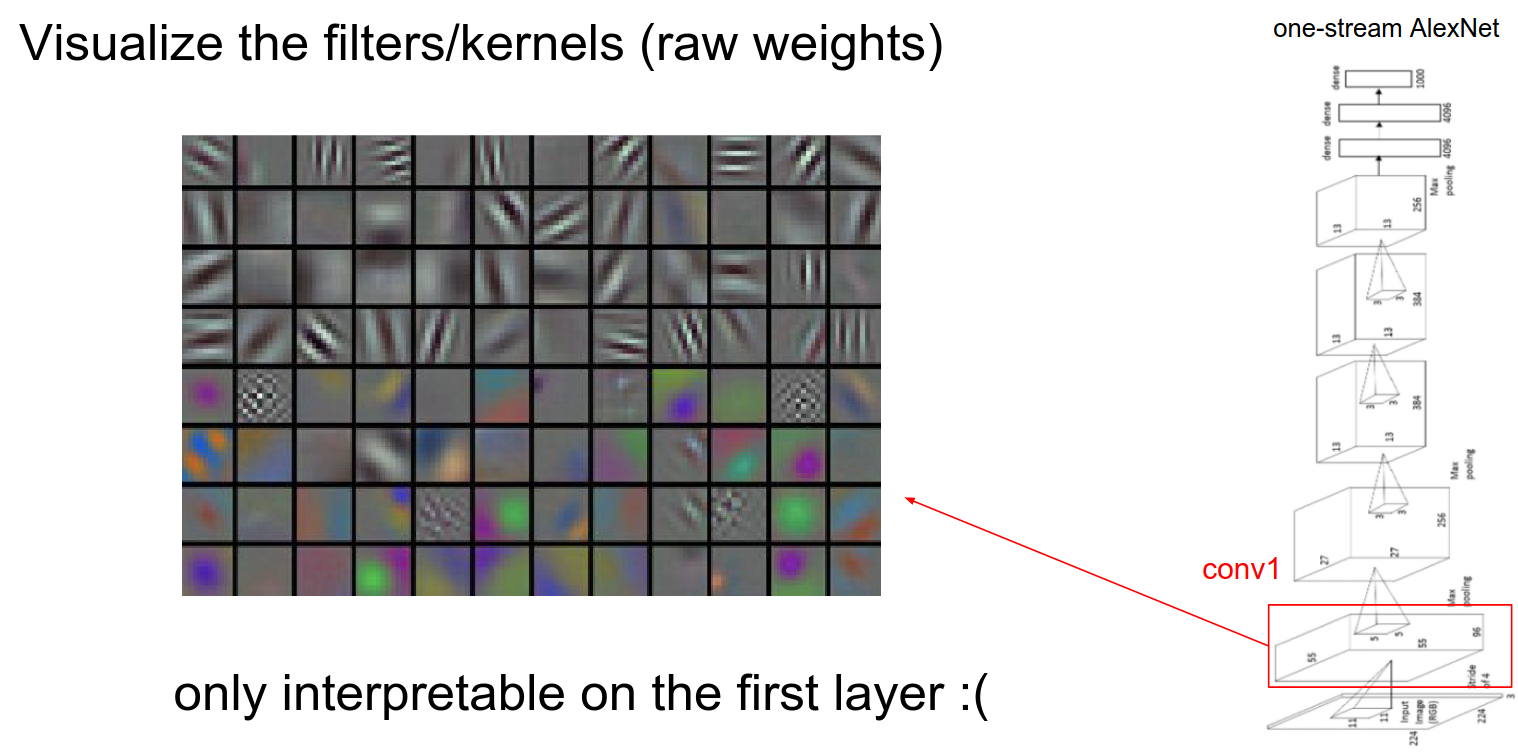 Visualize the filters/kernels (raw weights)
one-stream AlexNet
dense
1000
dense
4096
dense
4096
Max
pooling
256
13
13
3
3
384
13
13
3
3
384
13
13
Max
pooling
3
3
256
27
27
conv1
Max
pooling
5
5
96
55
55
Stride
of 4
11
11
Input
Image
(RGB)
3
224
224
only interpretable on the first layer :(